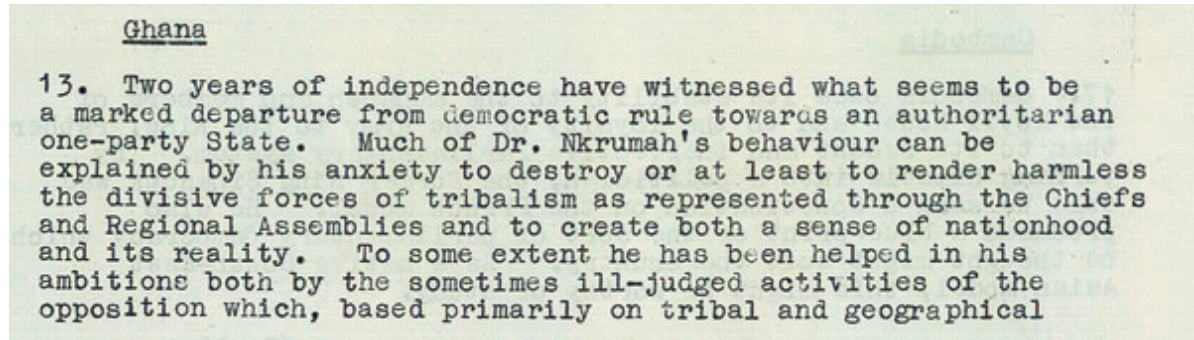 Ghana
13. Two years of independence have witnessed what seems to be
a marked departure from democratic rule towards an authoritarian
one-party State. Much of Dr. Nkrumah's behaviour can be
explained by his anxiety to destroy or at least to render harmless
the divisive forces of tribalism as represented through the Chiefs
and Regional Assemblies and to create both a sense of nationhood
and its reality. To some extent he has been helped in his
ambitions both by the sometimes ill-judged activities of the
opposition which, based primarily on tribal and geographical